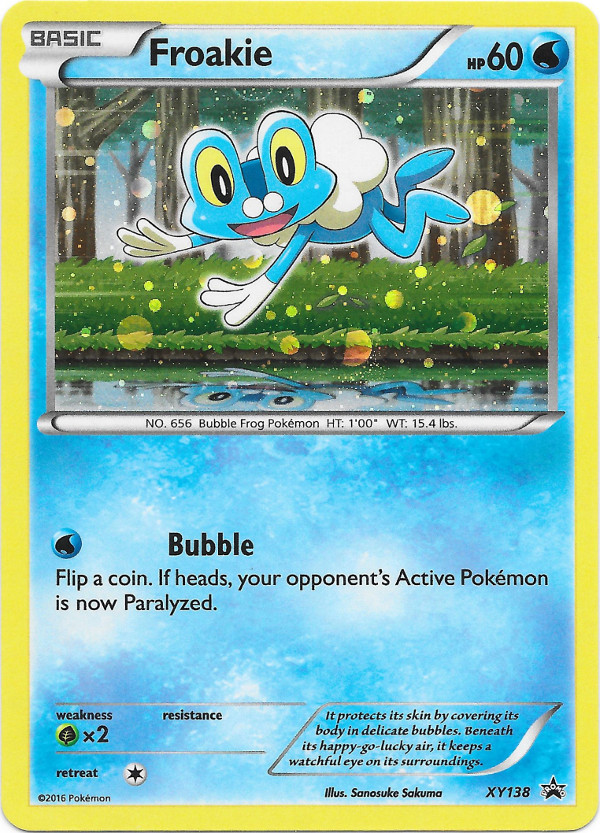 BASIC
Froakie
HP60
NO. 656 Bubble Frog Pokémon HT: 1'00" WT: 15.4 lbs.
Bubble
Flip a coin. If heads, your opponent's Active Pokémon
is now Paralyzed.
weakness
resistance
×2
retreat
It protects its skin by covering its
body in delicate bubbles. Beneath
its happy-go-lucky air, it keeps a
watchful eye on its surroundings.
©2016 Pokémon
Illus. Sanosuke Sakuma
XY138
PROMO